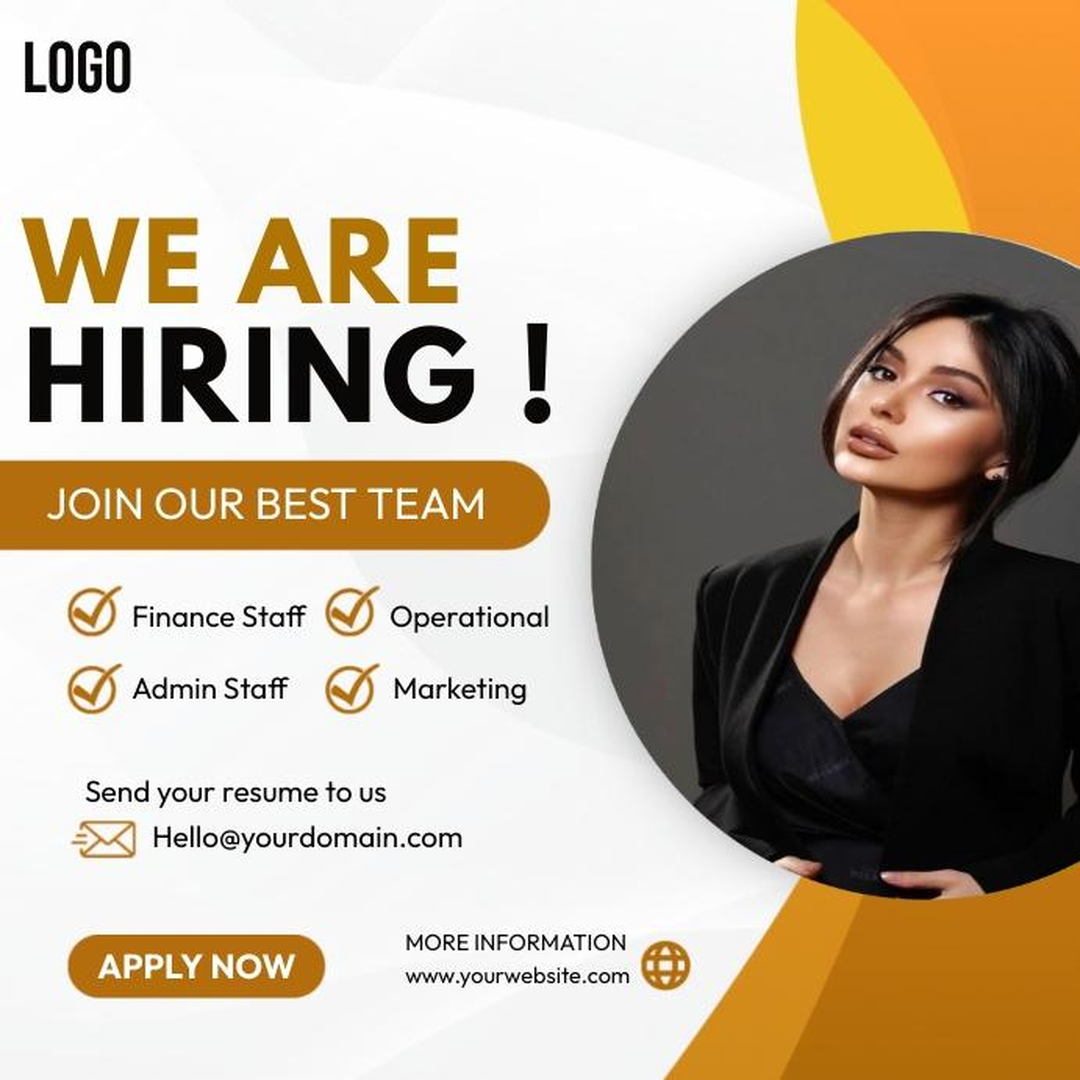 LOGO
WE ARE
HIRING !
JOIN OUR BEST TEAM
Finance Staff
Operational
Admin Staff
Marketing
Send your resume to us
Hello@yourdomain.com
APPLY NOW
MORE INFORMATION
www.yourwebsite.com